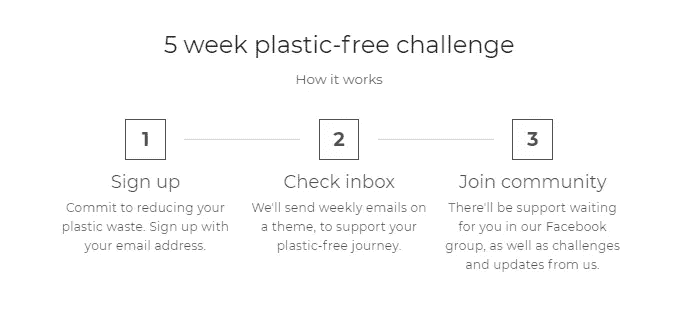 5 week plastic-free challenge
How it works
1
2
3
Sign up
Check inbox
Join community
Commit to reducing your
plastic waste. Sign up with
your email address.
We'll send weekly emails on
a theme, to support your
plastic-free journey.
There'll be support waiting
for you in our Facebook
group, as well as challenges
and updates from us.